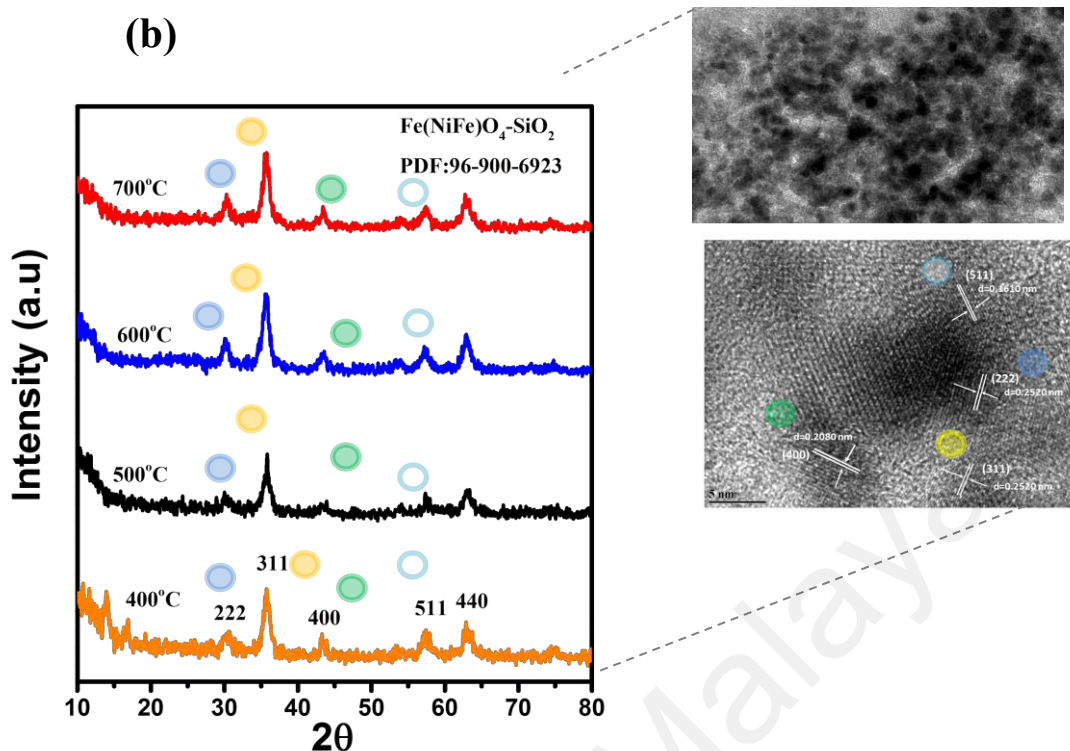 (b)
Fe(NiFe)O₄-SiO₂
PDF:96-900-6923
700°C
600°C
500°C
400°C
222
311
400
511
440
Intensity (a.u)
10 20 30 40 50 60 70 80
2θ
(511)
d=0.1610 nm
(222)
d=0.2520 nm
d=0.2080 nm
(400)
(311)
d=0.2520 nm
5 nm
Malaya